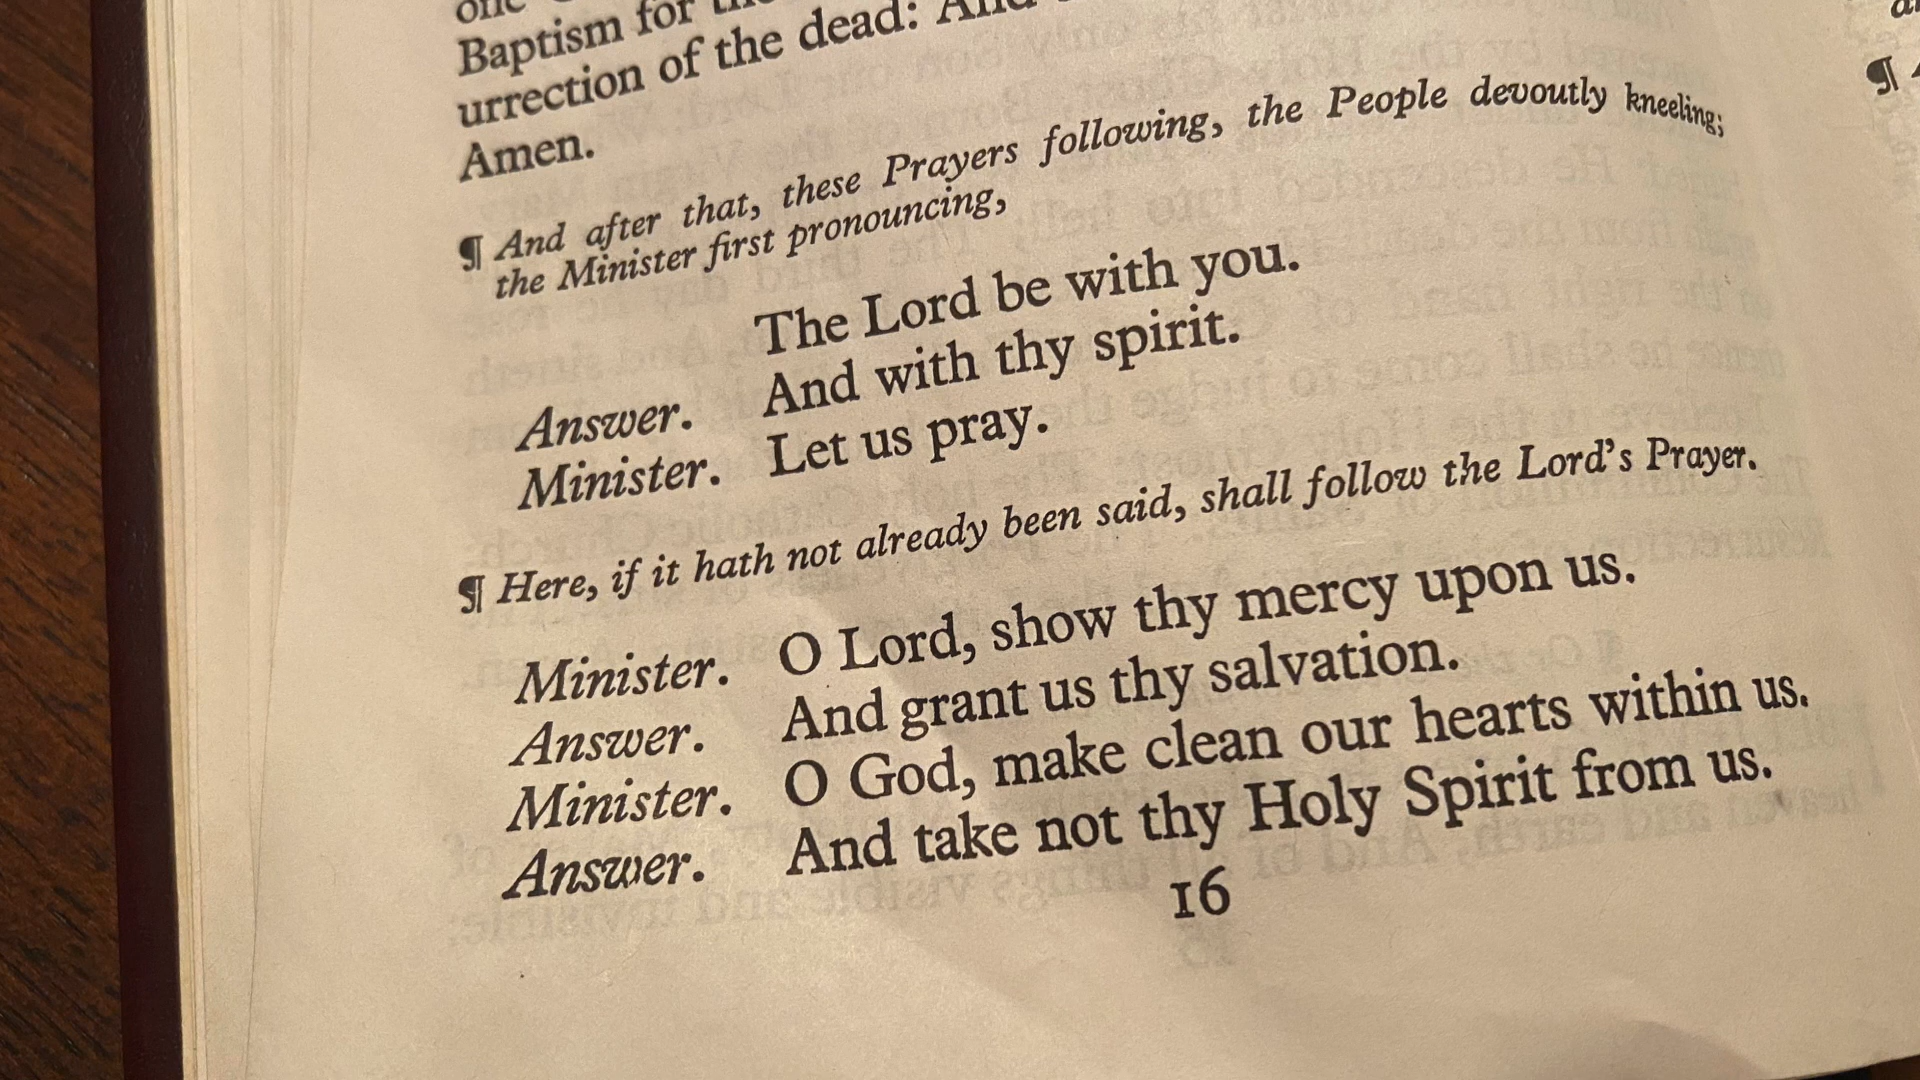 one
Baptism for the
urrection of the dead: And
Amen.
¶ And after that, these Prayers following, the People devoutly kneeling;
the Minister first pronouncing,
The Lord be with you.
Answer. And with thy spirit.
Minister. Let us pray.
¶ Here, if it hath not already been said, shall follow the Lord's Prayer.
Minister. O Lord, show thy mercy upon us.
Answer. And grant us thy salvation.
Minister. O God, make clean our hearts within us.
Answer. And take not thy Holy Spirit from us.
16
¶